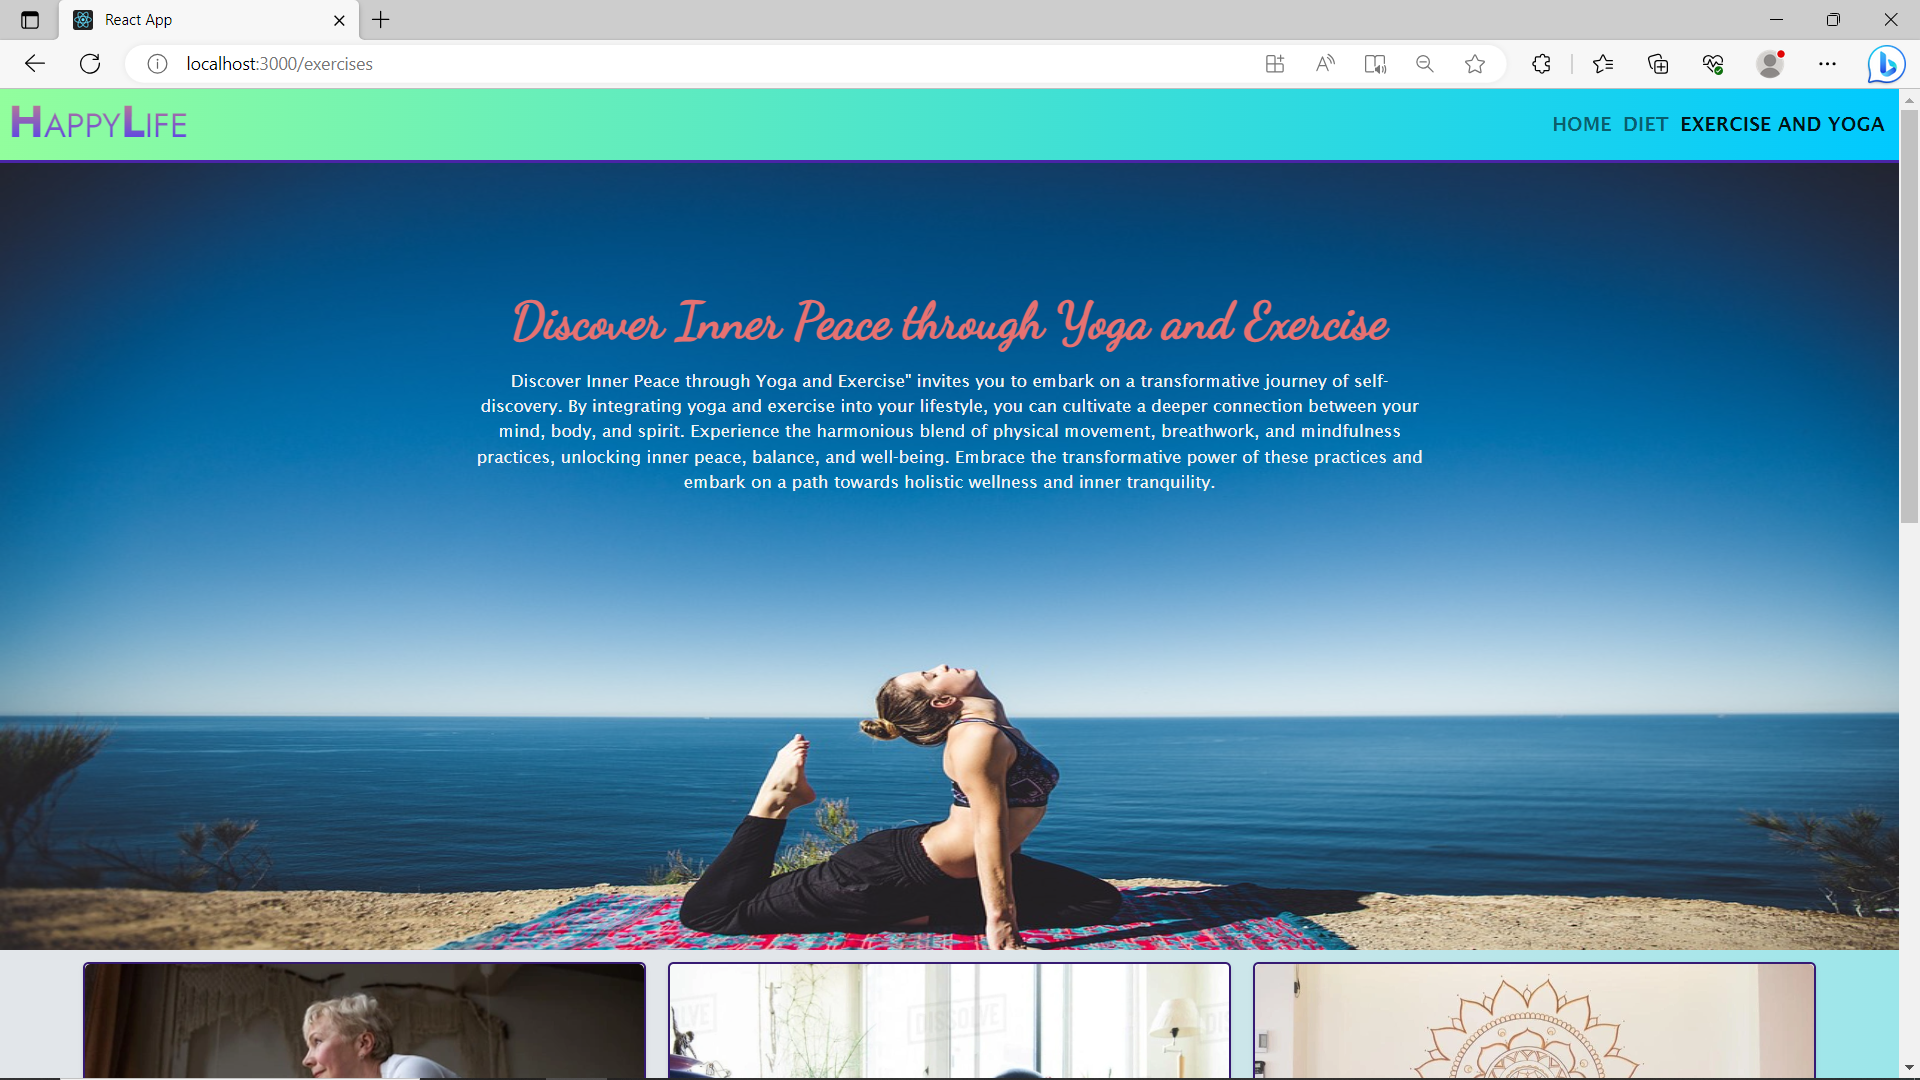 React App
localhost:3000/exercises
HAPPYLIFE
HOME DIET EXERCISE AND YOGA
Discover Inner Peace through Yoga and Exercise
Discover Inner Peace through Yoga and Exercise" invites you to embark on a transformative journey of self-
discovery. By integrating yoga and exercise into your lifestyle, you can cultivate a deeper connection between your
mind, body, and spirit. Experience the harmonious blend of physical movement, breathwork, and mindfulness
practices, unlocking inner peace, balance, and well-being. Embrace the transformative power of these practices and
embark on a path towards holistic wellness and inner tranquility.
DISSOLVE